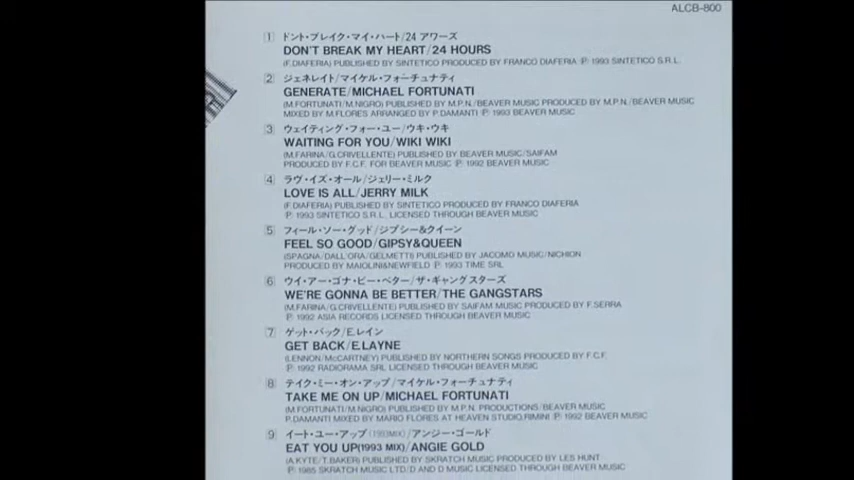 ALCB-800
1 ドント・ブレイク・マイ・ハート/24 アワーズ
DON'T BREAK MY HEART/24 HOURS
(F.DIAFERIA) PUBLISHED BY SINTETICO PRODUCED BY FRANCO DIAFERIA ℗ 1993 SINTETICO S.R.L.
2 ジェネレイト/マイケル・フォーチュナティ
GENERATE/MICHAEL FORTUNATI
(M.FORTUNATI/M.NIGRO) PUBLISHED BY M.P.N./BEAVER MUSIC PRODUCED BY M.P.N./BEAVER MUSIC
MIXED BY M.FLORES ARRANGED BY P.DAMANTI ℗ 1993 BEAVER MUSIC
3 ウェイティング・フォー・ユー/ウキ・ウキ
WAITING FOR YOU/WIKI WIKI
(M.FARINA/G.CRIVELLENTE) PUBLISHED BY BEAVER MUSIC/SAIFAM
PRODUCED BY F.C.F. FOR BEAVER MUSIC ℗ 1992 BEAVER MUSIC
4 ラヴ・イズ・オール/ジェリー・ミルク
LOVE IS ALL/JERRY MILK
(F.DIAFERIA) PUBLISHED BY SINTETICO PRODUCED BY FRANCO DIAFERIA
℗ 1993 SINTETICO S.R.L. LICENSED THROUGH BEAVER MUSIC
5 フィール・ソー・グッド/ジプシー&クイーン
FEEL SO GOOD/GIPSY&QUEEN
(SPAGNA/DALL'ORA/GELMETTI) PUBLISHED BY JACOMO MUSIC/NICHION
PRODUCED BY MAIOLINI&NEWFIELD ℗ 1993 TIME SRL
6 ウイ・アー・ゴナ・ビー・ベター/ザ・ギャングスターズ
WE'RE GONNA BE BETTER/THE GANGSTARS
(M.FARINA/G.CRIVELLENTE) PUBLISHED BY SAIFAM MUSIC PRODUCED BY F.SERRA
℗ 1992 ASIA RECORDS LICENSED THROUGH BEAVER MUSIC
7 ゲット・バック/E.レイン
GET BACK/E.LAYNE
(LENNON/McCARTNEY) PUBLISHED BY NORTHERN SONGS PRODUCED BY F.C.F.
℗ 1992 RADIORAMA SRL LICENSED THROUGH BEAVER MUSIC
8 テイク・ミー・オン・アップ/マイケル・フォーチュナティ
TAKE ME ON UP/MICHAEL FORTUNATI
(M.FORTUNATI/M.NIGRO) PUBLISHED BY M.P.N. PRODUCTIONS/BEAVER MUSIC
P.DAMANTI MIXED BY MARIO FLORES AT HEAVEN STUDIO,RIMINI ℗ 1992 BEAVER MUSIC
9 イート・ユー・アップ(1993MIX)/アンジー・ゴールド
EAT YOU UP(1993 MIX)/ANGIE GOLD
(A.KYTE/T.BAKER) PUBLISHED BY SKRATCH MUSIC PRODUCED BY LES HUNT
℗ 1985 SKRATCH MUSIC LTD/D AND D MUSIC LICENSED THROUGH BEAVER MUSIC